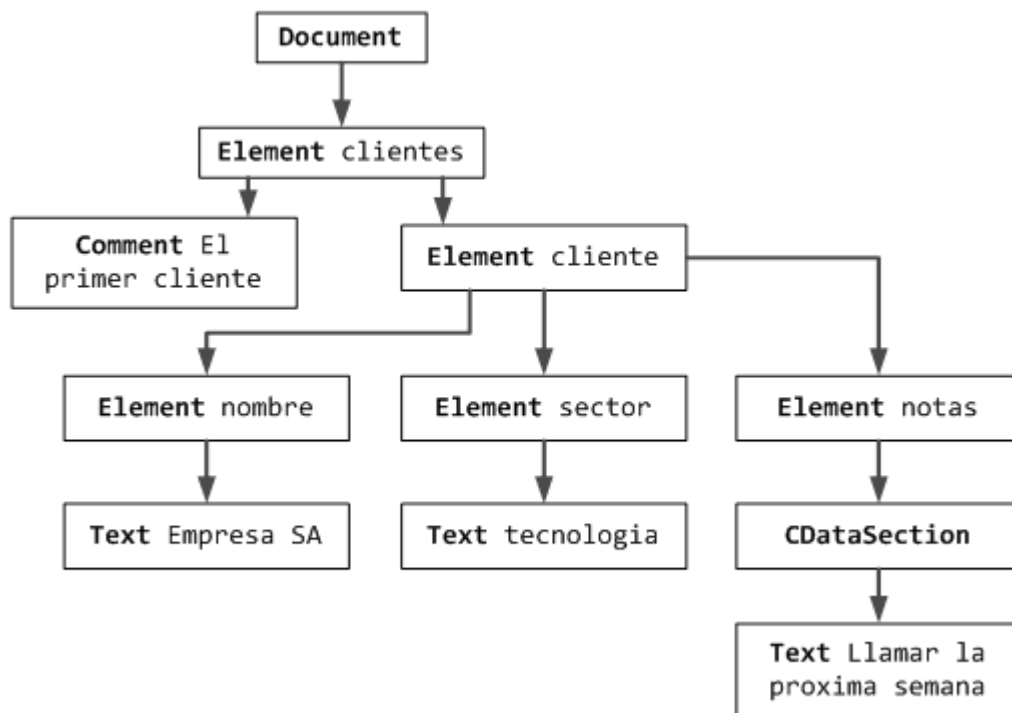 Document
Element clientes
Comment El
primer cliente
Element cliente
Element nombre
Element sector
Element notas
Text Empresa SA
Text tecnologia
CDataSection
Text Llamar la
proxima semana